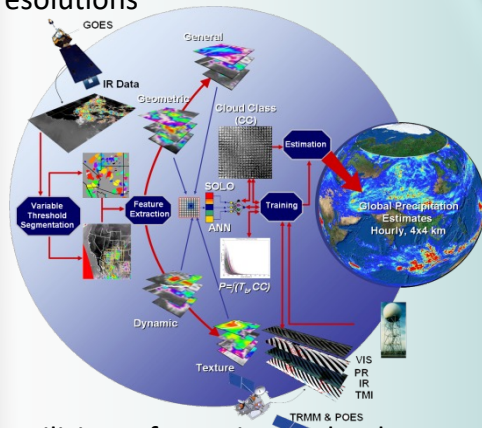 esolutions
GOES
General
IR Data
Geometric
Cloud Class
(CC)
Estimation
SOLO
Variable
Threshold
Segmentation
Feature
Extraction
Training
Global Precipitation
Estimates
Hourly, 4x4 km
ANN
P=f(Tb,CC)
Dynamic
Texture
VIS
PR
IR
TMI
TRMM & POES